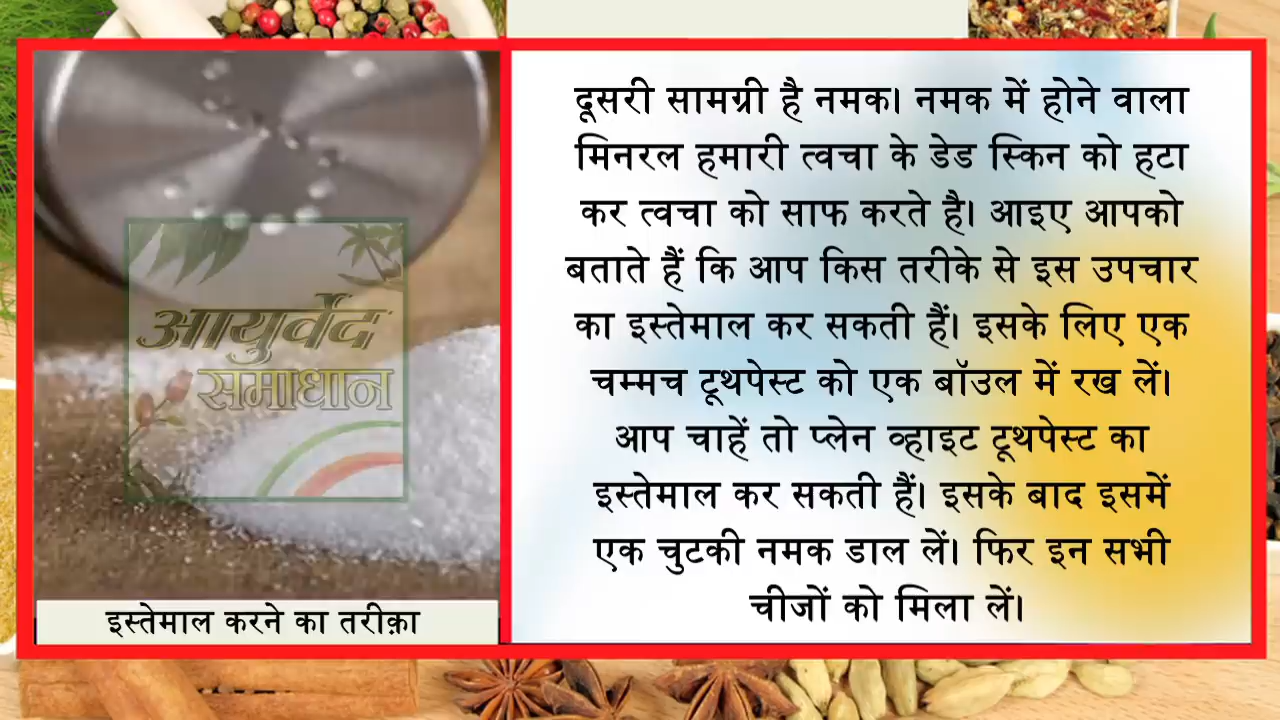 दूसरी सामग्री है नमक। नमक में होने वाला
मिनरल हमारी त्वचा के डेड स्किन को हटा
कर त्वचा को साफ करते है। आइए आपको
बताते हैं कि आप किस तरीके से इस उपचार
का इस्तेमाल कर सकती हैं। इसके लिए एक
चम्मच टूथपेस्ट को एक बॉउल में रख लें।
आप चाहें तो प्लेन व्हाइट टूथपेस्ट का
इस्तेमाल कर सकती हैं। इसके बाद इसमें
एक चुटकी नमक डाल लें। फिर इन सभी
चीजों को मिला लें।
आयुर्वेद
समाधान
इस्तेमाल करने का तरीक़ा